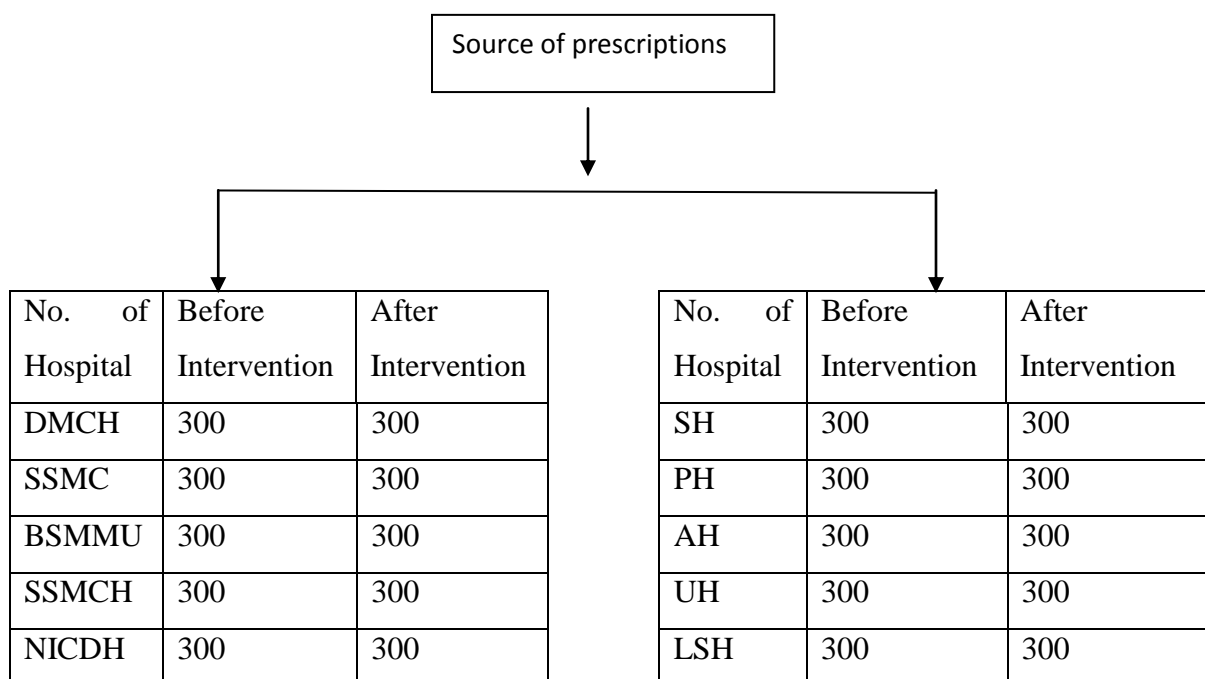 Source of prescriptions
No. of Hospital Before Intervention After Intervention
DMCH 300 300
SSMC 300 300
BSMMU 300 300
SSMCH 300 300
NICDH 300 300
No. of Hospital Before Intervention After Intervention
SH 300 300
PH 300 300
AH 300 300
UH 300 300
LSH 300 300